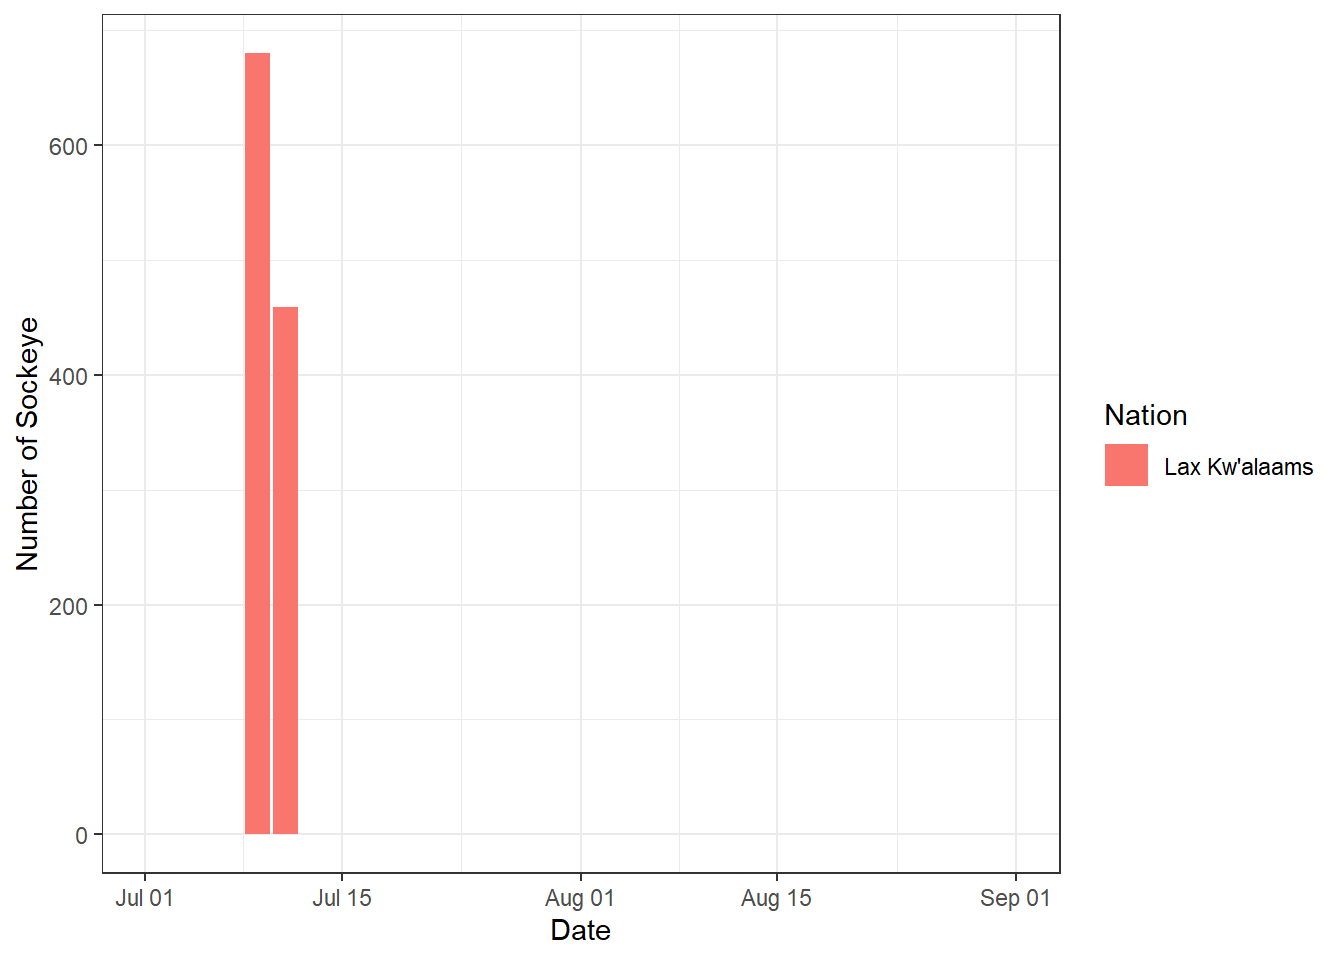 Number of Sockeye
600
400
200
0
Jul 01
Jul 15
Aug 01
Aug 15
Sep 01
Date
Nation
Lax Kw'alaams